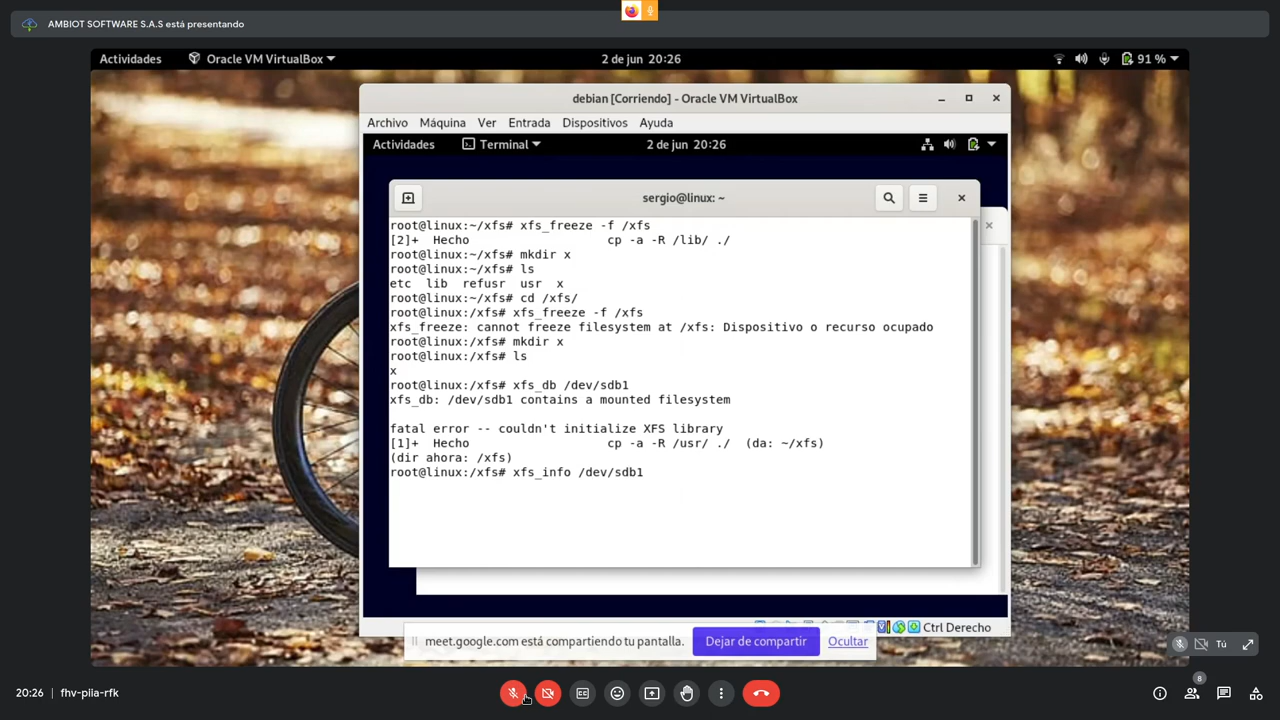 AMBIOT SOFTWARE S.A.S está presentando
Actividades Oracle VM VirtualBox 2 de jun 20:26 91 %
debian [Corriendo] - Oracle VM VirtualBox
Archivo Máquina Ver Entrada Dispositivos Ayuda
Actividades Terminal 2 de jun 20:26
sergio@linux: ~
root@linux:~/xfs# xfs_freeze -f /xfs
[2]+  Hecho                   cp -a -R /lib/ ./
root@linux:~/xfs# mkdir x
root@linux:~/xfs# ls
etc  lib  refusr  usr  x
root@linux:~/xfs# cd /xfs/
root@linux:/xfs# xfs_freeze -f /xfs
xfs_freeze: cannot freeze filesystem at /xfs: Dispositivo o recurso ocupado
root@linux:/xfs# mkdir x
root@linux:/xfs# ls
x
root@linux:/xfs# xfs_db /dev/sdb1
xfs_db: /dev/sdb1 contains a mounted filesystem
fatal error -- couldn't initialize XFS library
[1]+  Hecho                   cp -a -R /usr/ ./  (da: ~/xfs)
(dir ahora: /xfs)
root@linux:/xfs# xfs_info /dev/sdb1
Ctrl Derecho
meet.google.com está compartiendo tu pantalla. Dejar de compartir Ocultar
Tú
20:26 | fhv-piia-rfk
8